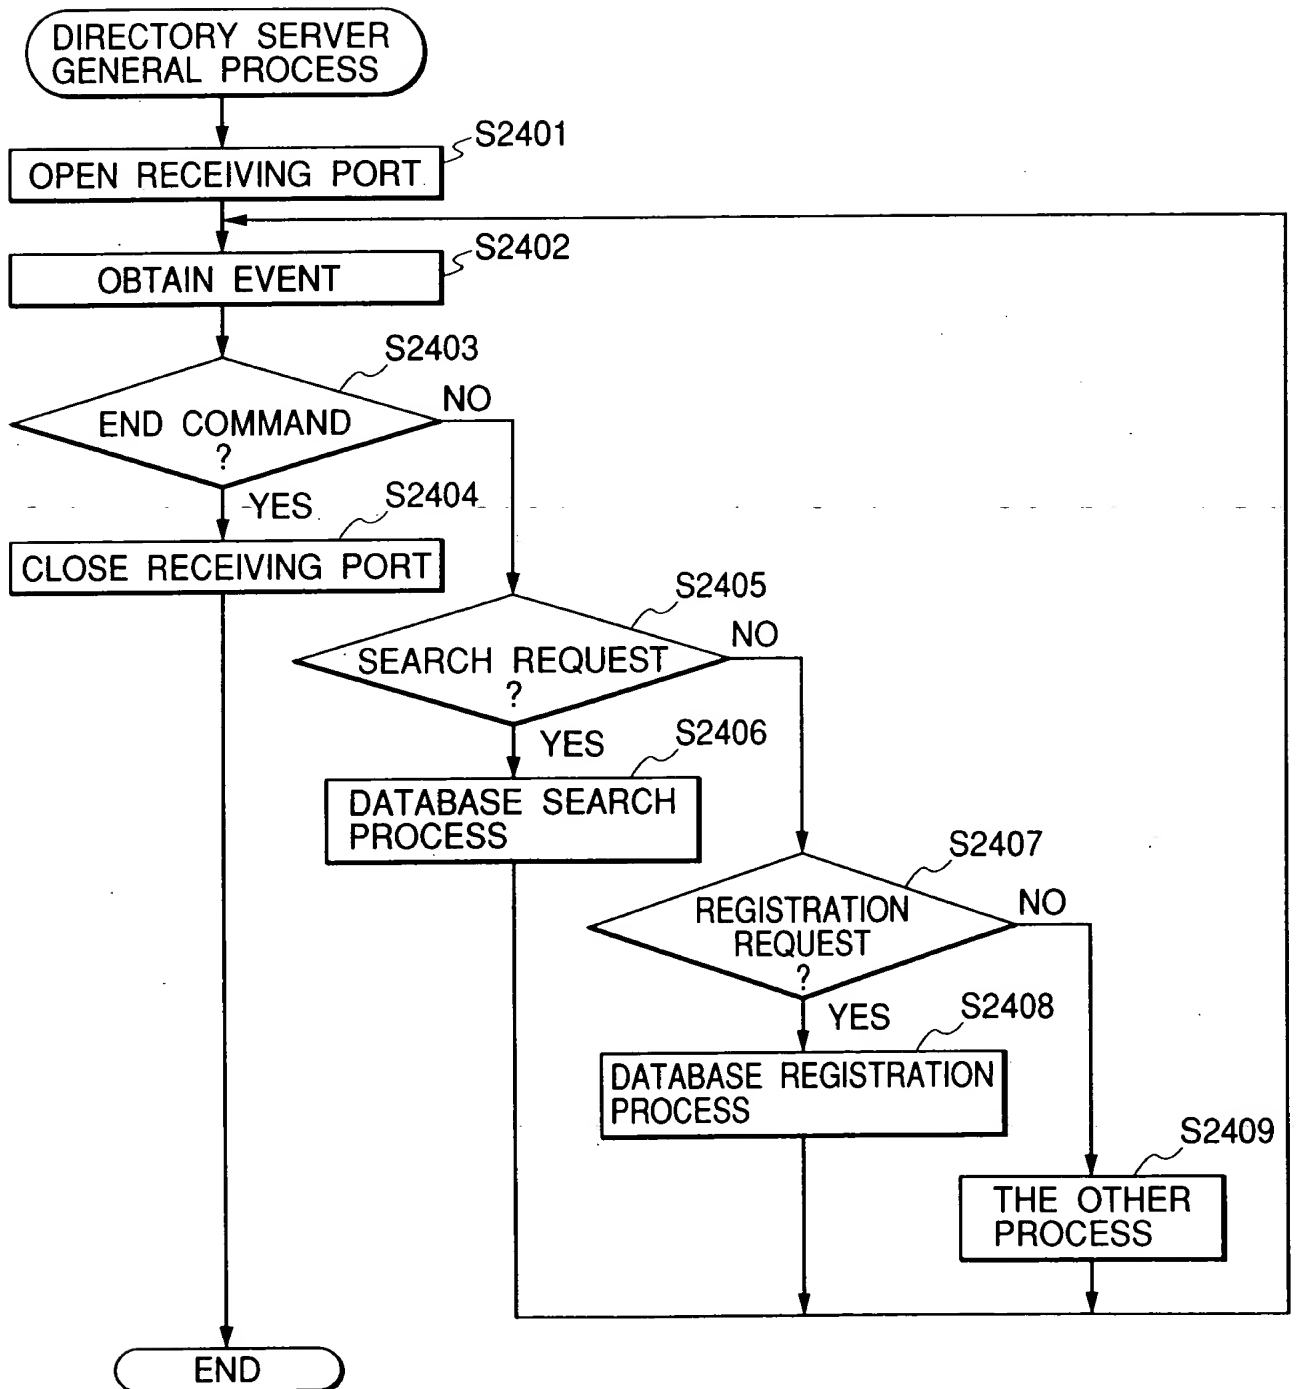 DIRECTORY SERVER
GENERAL PROCESS
S2401
OPEN RECEIVING PORT
S2402
OBTAIN EVENT
S2403
END COMMAND
?
NO
YES
S2404
CLOSE RECEIVING PORT
S2405
SEARCH REQUEST
?
NO
YES
S2406
DATABASE SEARCH
PROCESS
S2407
REGISTRATION
REQUEST
?
NO
YES
S2408
DATABASE REGISTRATION
PROCESS
S2409
THE OTHER
PROCESS
END